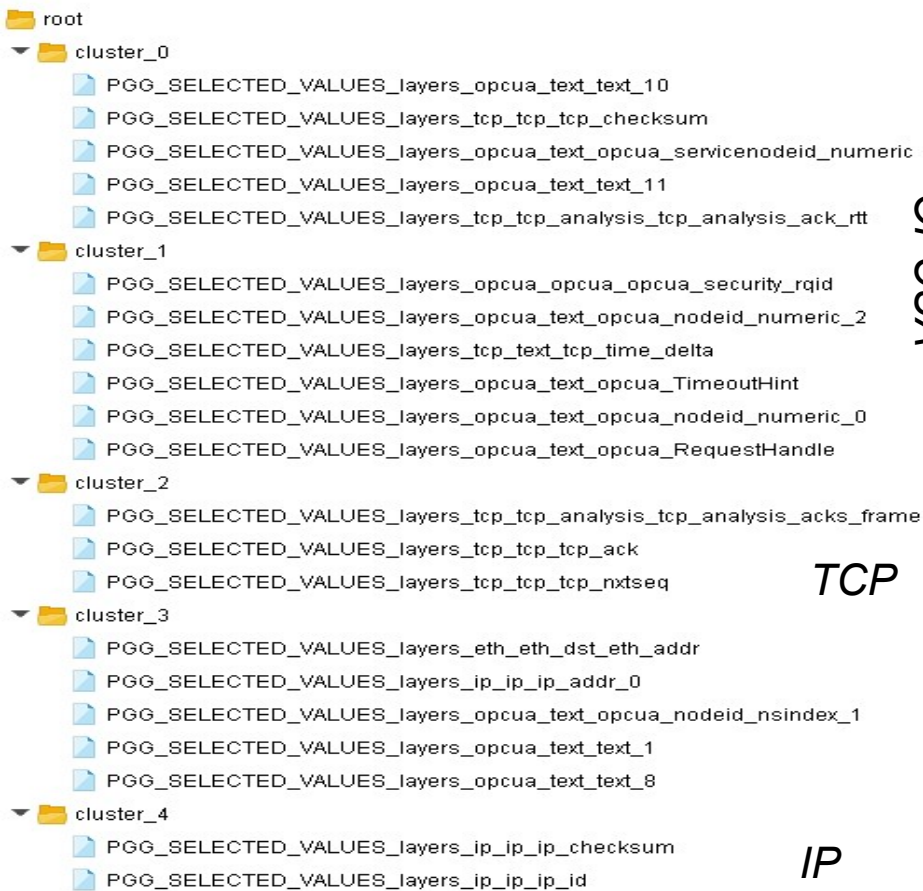 root
cluster_0
PGG_SELECTED_VALUES_layers_opcua_text_text_10
PGG_SELECTED_VALUES_layers_tcp_tcp_tcp_checksum
PGG_SELECTED_VALUES_layers_opcua_text_opcua_servicenodeid_numeric
PGG_SELECTED_VALUES_layers_opcua_text_text_11
PGG_SELECTED_VALUES_layers_tcp_tcp_analysis_tcp_analysis_ack_rtt
cluster_1
PGG_SELECTED_VALUES_layers_opcua_opcua_opcua_security_rqid
PGG_SELECTED_VALUES_layers_opcua_text_opcua_nodeid_numeric_2
PGG_SELECTED_VALUES_layers_tcp_text_tcp_time_delta
PGG_SELECTED_VALUES_layers_opcua_text_opcua_TimeoutHint
PGG_SELECTED_VALUES_layers_opcua_text_opcua_nodeid_numeric_0
PGG_SELECTED_VALUES_layers_opcua_text_opcua_RequestHandle
cluster_2
PGG_SELECTED_VALUES_layers_tcp_tcp_analysis_tcp_analysis_acks_frame
PGG_SELECTED_VALUES_layers_tcp_tcp_tcp_ack
PGG_SELECTED_VALUES_layers_tcp_tcp_tcp_nxtseq
TCP
cluster_3
PGG_SELECTED_VALUES_layers_eth_eth_dst_eth_addr
PGG_SELECTED_VALUES_layers_ip_ip_ip_addr_0
PGG_SELECTED_VALUES_layers_opcua_text_opcua_nodeid_nsindex_1
PGG_SELECTED_VALUES_layers_opcua_text_text_1
PGG_SELECTED_VALUES_layers_opcua_text_text_8
cluster_4
PGG_SELECTED_VALUES_layers_ip_ip_ip_checksum
PGG_SELECTED_VALUES_layers_ip_ip_ip_id
IP